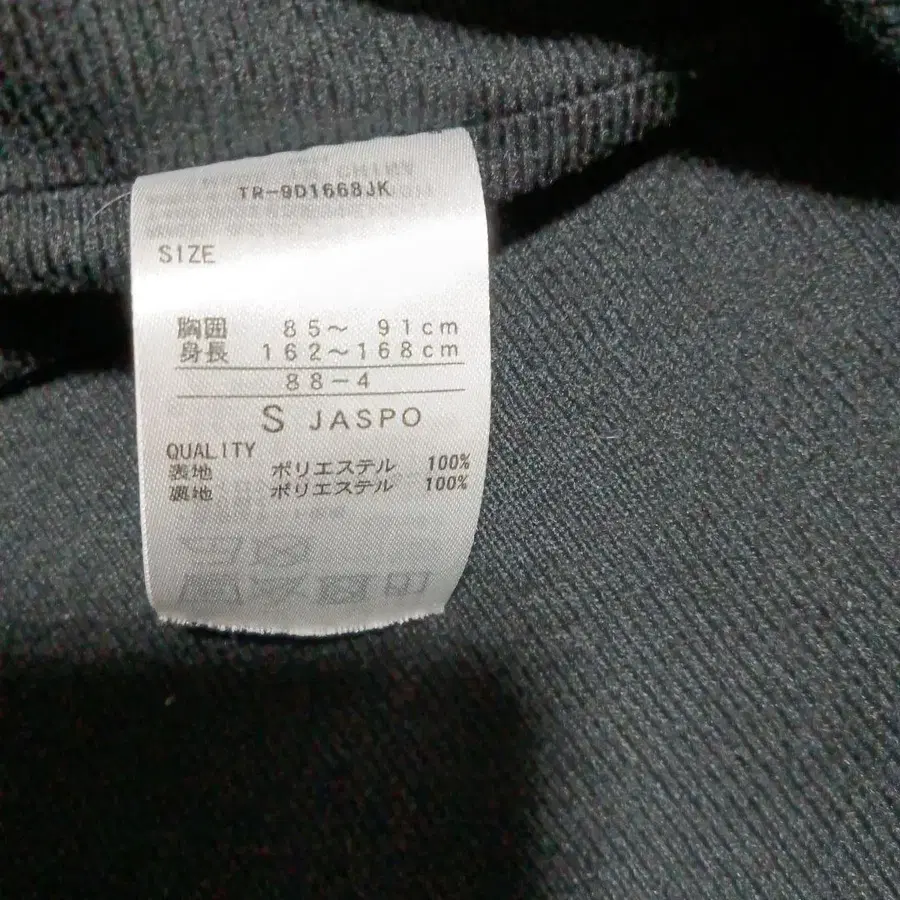 TR-9D1668JK
SIZE
胸囲 85～ 91cm
身長 162～168cm
88-4
S JASPO
QUALITY
表地 ポリエステル 100%
裏地 ポリエステル 100%